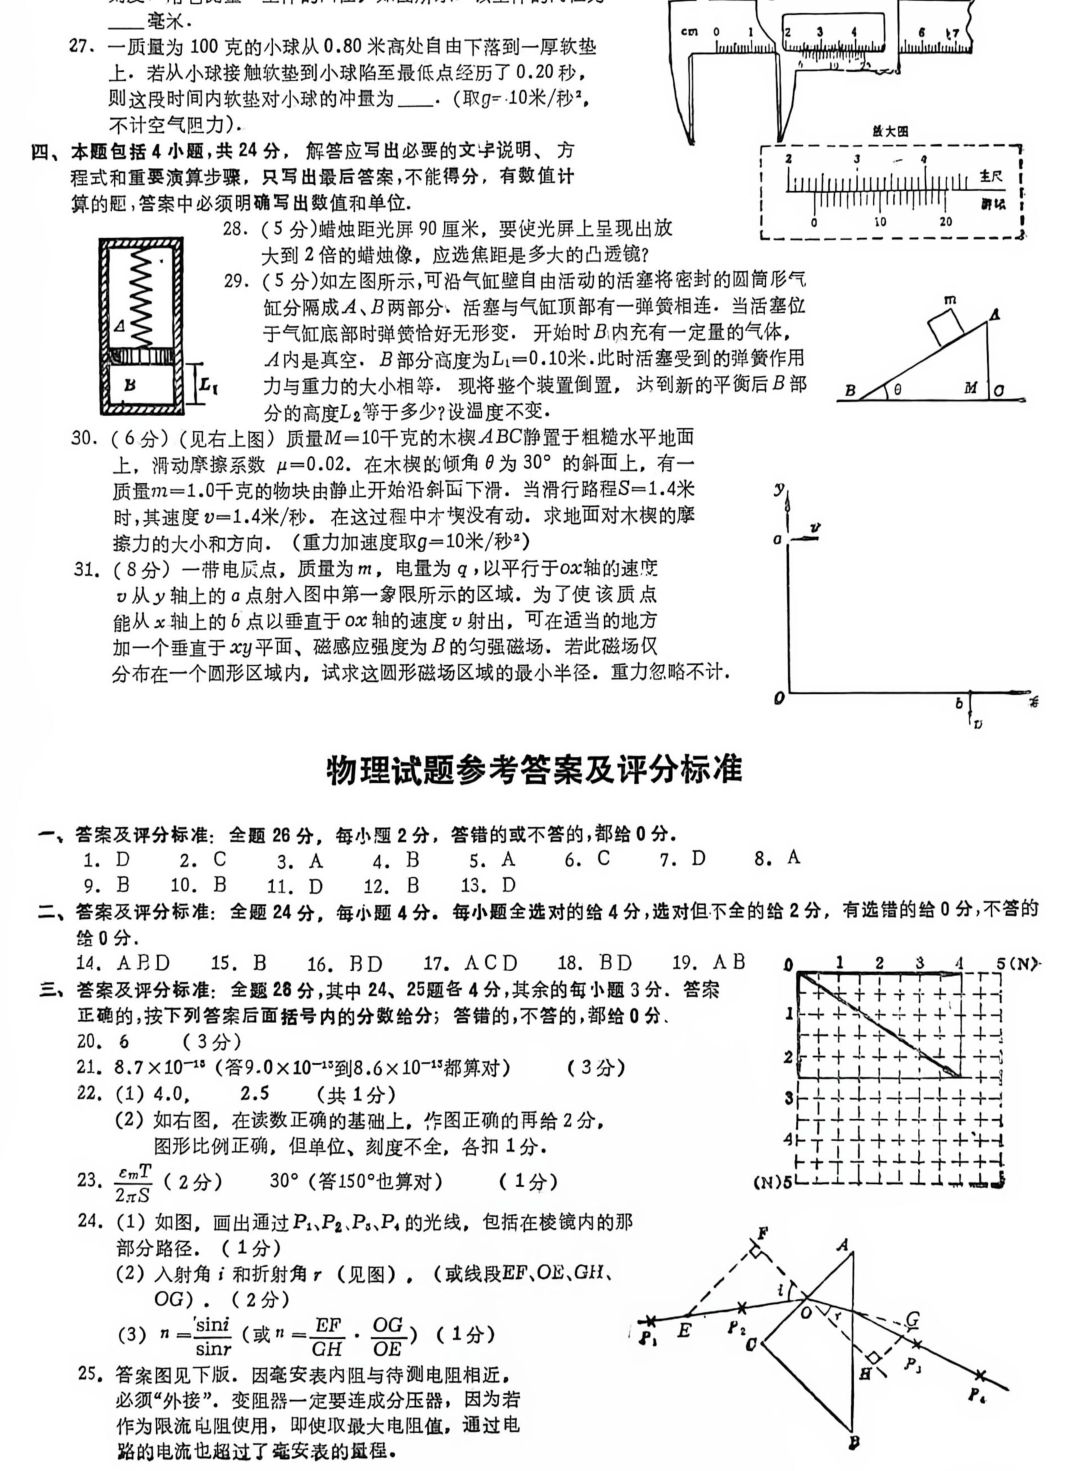 ____毫米．
27．一质量为 100 克的小球从 0.80 米高处自由下落到一厚软垫
上．若从小球接触软垫到小球陷至最低点经历了 0.20 秒，
则这段时间内软垫对小球的冲量为____．（取g=10米/秒²，
不计空气阻力）．
cm 0 1 2 3 4 6 7
0 10 20
放大图
2 3 4
主尺
游标
0 10 20
四、本题包括 4 小题，共 24 分，解答应写出必要的文字说明、方
程式和重要演算步骤，只写出最后答案，不能得分，有数值计
算的题，答案中必须明确写出数值和单位．
28．（5 分）蜡烛距光屏 90 厘米，要使光屏上呈现出放
大到 2 倍的蜡烛像，应选焦距是多大的凸透镜？
29．（5 分）如左图所示，可沿气缸壁自由活动的活塞将密封的圆筒形气
缸分隔成 A、B 两部分、活塞与气缸顶部有一弹簧相连．当活塞位
于气缸底部时弹簧恰好无形变．开始时 B 内充有一定量的气体，
A 内是真空．B 部分高度为L₁=0.10米．此时活塞受到的弹簧作用
力与重力的大小相等．现将整个装置倒置，达到新的平衡后 B 部
分的高度L₂等于多少？设温度不变．
A
B
L₁
m
A
B θ M C
30．（6 分）（见右上图）质量M=10千克的木楔ABC静置于粗糙水平地面
上，滑动摩擦系数 μ=0.02．在木楔的倾角 θ 为 30° 的斜面上，有一
质量m=1.0千克的物块由静止开始沿斜面下滑．当滑行路程S=1.4米
时，其速度 v=1.4米/秒．在这过程中木楔没有动．求地面对木楔的摩
擦力的大小和方向．（重力加速度取g=10米/秒²）
31．（8 分）一带电质点，质量为 m，电量为 q，以平行于ox轴的速度
v 从 y 轴上的 a 点射入图中第一象限所示的区域．为了使该质点
能从 x 轴上的 b 点以垂直于 ox 轴的速度 v 射出，可在适当的地方
加一个垂直于 xy 平面、磁感应强度为 B 的匀强磁场．若此磁场仅
分布在一个圆形区域内，试求这圆形磁场区域的最小半径．重力忽略不计．
y
a v
O b x
v
物理试题参考答案及评分标准
一、答案及评分标准：全题 26 分，每小题 2 分，答错的或不答的，都给 0 分．
1．D 2．C 3．A 4．B 5．A 6．C 7．D 8．A
9．B 10．B 11．D 12．B 13．D
二、答案及评分标准：全题 24 分，每小题 4 分．每小题全选对的给 4 分，选对但不全的给 2 分，有选错的给 0 分，不答的
给 0 分．
14．ABD 15．B 16．BD 17．ACD 18．BD 19．AB
三、答案及评分标准：全题 26 分，其中 24、25题各 4 分，其余的每小题 3 分．答案
正确的，按下列答案后面括号内的分数给分；答错的，不答的，都给 0 分．
20．6 （3 分）
21．8.7×10⁻¹³（答9.0×10⁻¹³到8.6×10⁻¹³都算对） （3 分）
22．（1）4.0， 2.5 （共 1 分）
（2）如右图，在读数正确的基础上，作图正确的再给 2 分，
图形比例正确，但单位、刻度不全，各扣 1 分．
0 1 2 3 4 5（N）
1
2
3
4
（N）5
23．εmT/2πS（2 分） 30°（答150°也算对） （1 分）
24．（1）如图，画出通过P₁、P₂、P₃、P₄ 的光线，包括在棱镜内的那
部分路径．（1 分）
（2）入射角 i 和折射角 r（见图），（或线段EF、OE、GH、
OG）．（2 分）
（3）n=sini/sinr（或n=EF/GH · OG/OE）（1 分）
F A
i
P₁ E P₂ O r G
C H P₃
P₄
B
25．答案图见下版．因毫安表内阻与待测电阻相近，
必须“外接”．变阻器一定要连成分压器，因为若
作为限流电阻使用，即使取最大电阻值，通过电
路的电流也超过了毫安表的量程．